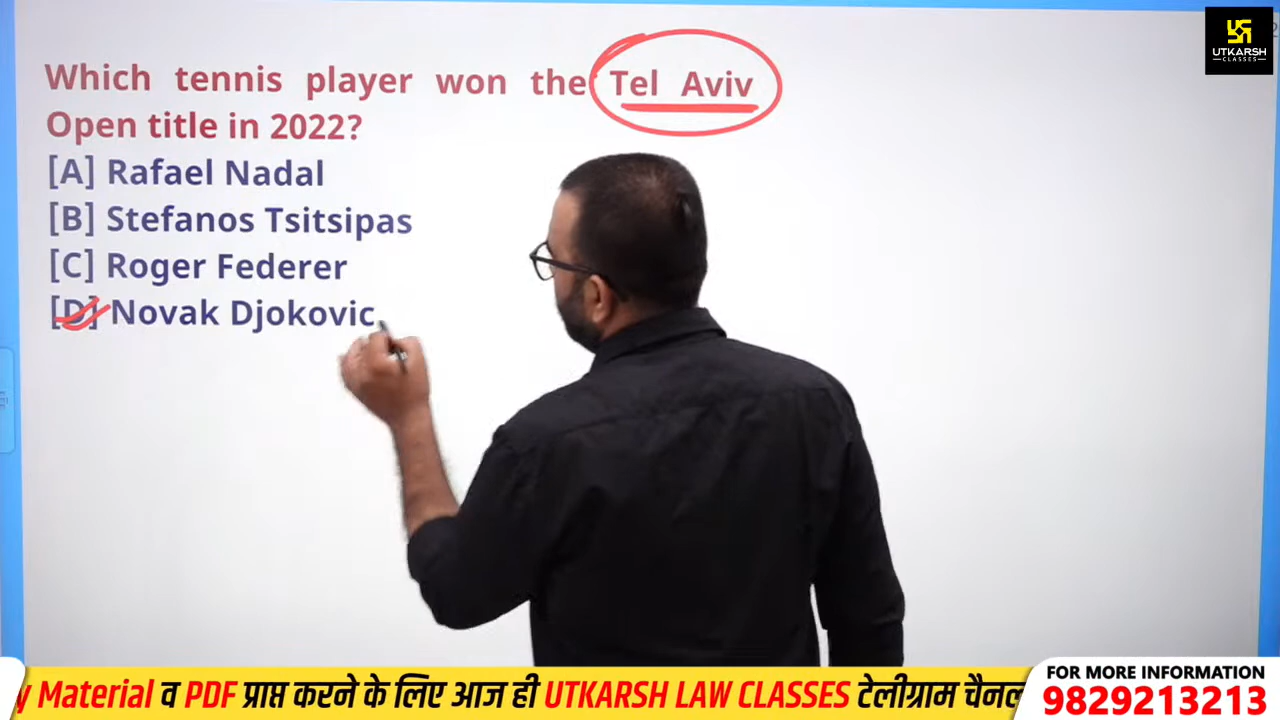 UTKARSH
CLASSES
Which tennis player won the Tel Aviv
Open title in 2022?
[A] Rafael Nadal
[B] Stefanos Tsitsipas
[C] Roger Federer
[D] Novak Djokovic
y Material व PDF प्राप्त करने के लिए आज ही UTKARSH LAW CLASSES टेलीग्राम चैनल
FOR MORE INFORMATION
9829213213